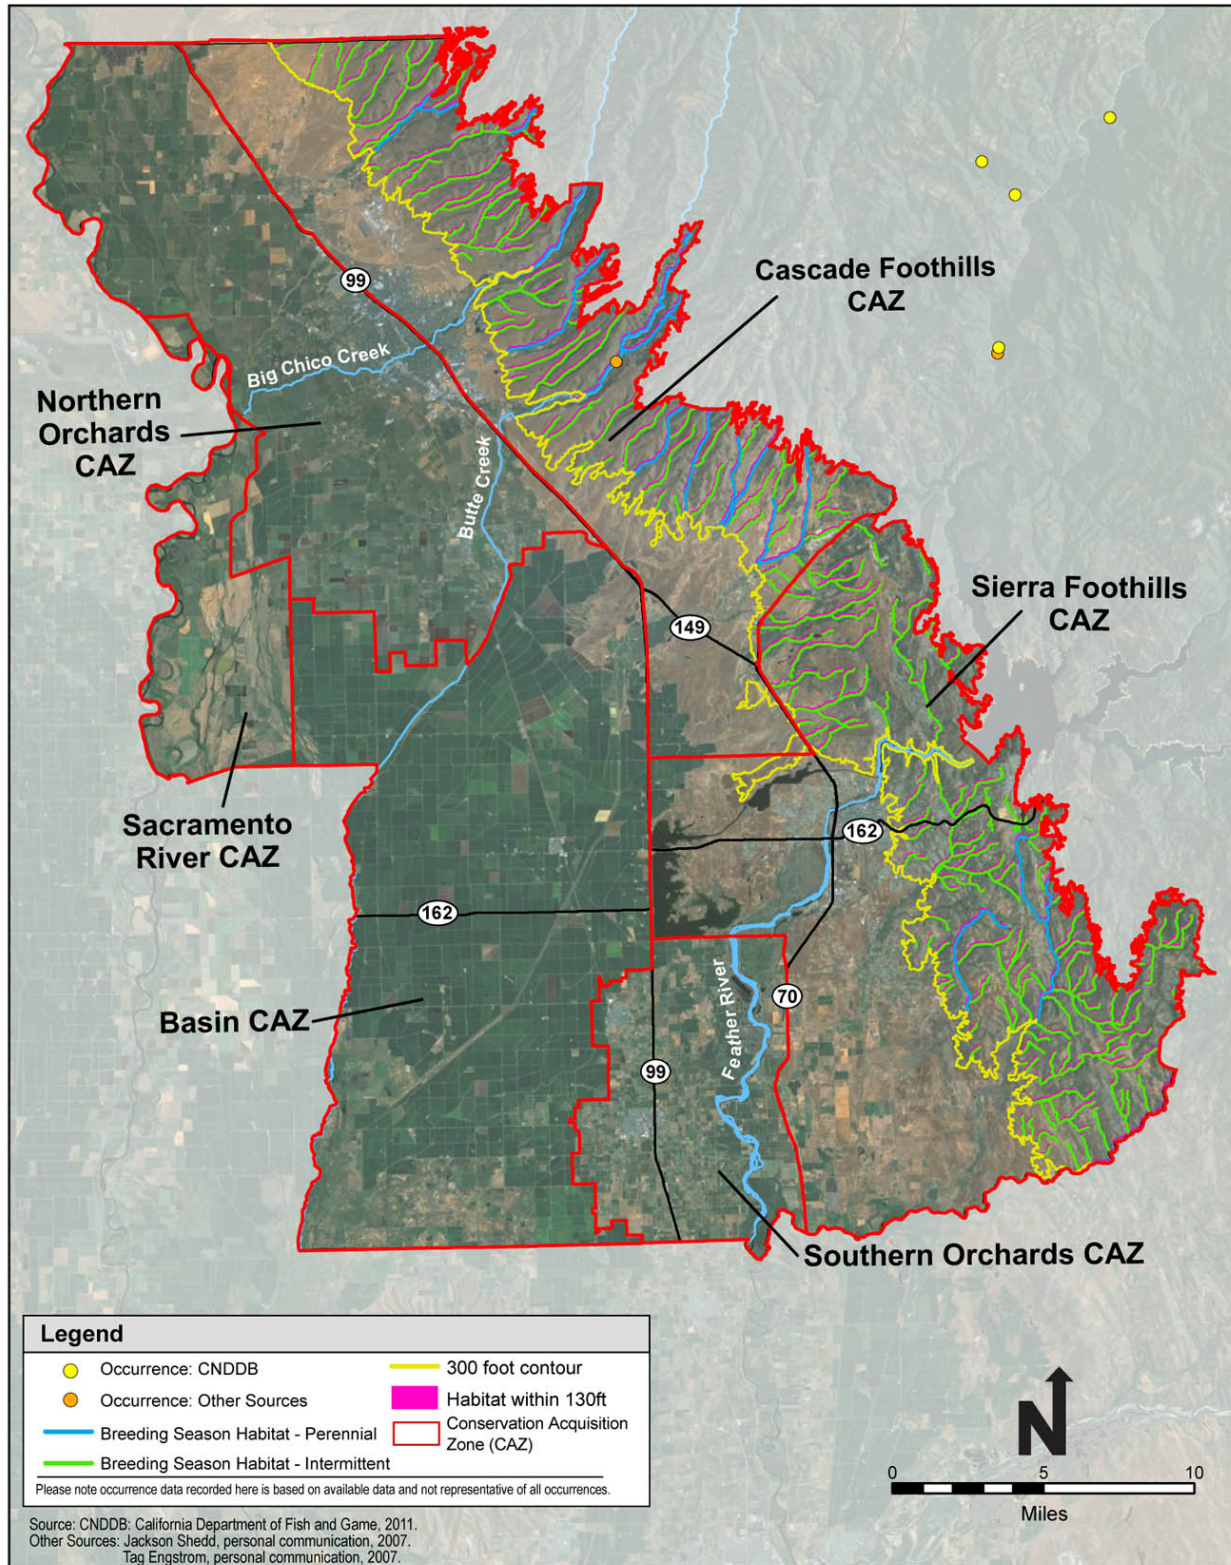 Cascade Foothills
CAZ
99
Big Chico Creek
Northern
Orchards
CAZ
Butte Creek
Sierra Foothills
CAZ
149
Sacramento
River CAZ
162
162
Feather River
70
Basin CAZ
99
Southern Orchards CAZ
Legend
Occurrence: CNDDB
Occurrence: Other Sources
Breeding Season Habitat - Perennial
Breeding Season Habitat - Intermittent
300 foot contour
Habitat within 130ft
Conservation Acquisition
Zone (CAZ)
Please note occurrence data recorded here is based on available data and not representative of all occurrences.
N
0 5 10
Miles
Source: CNDDB: California Department of Fish and Game, 2011.
Other Sources: Jackson Shedd, personal communication, 2007.
Tag Engstrom, personal communication, 2007.